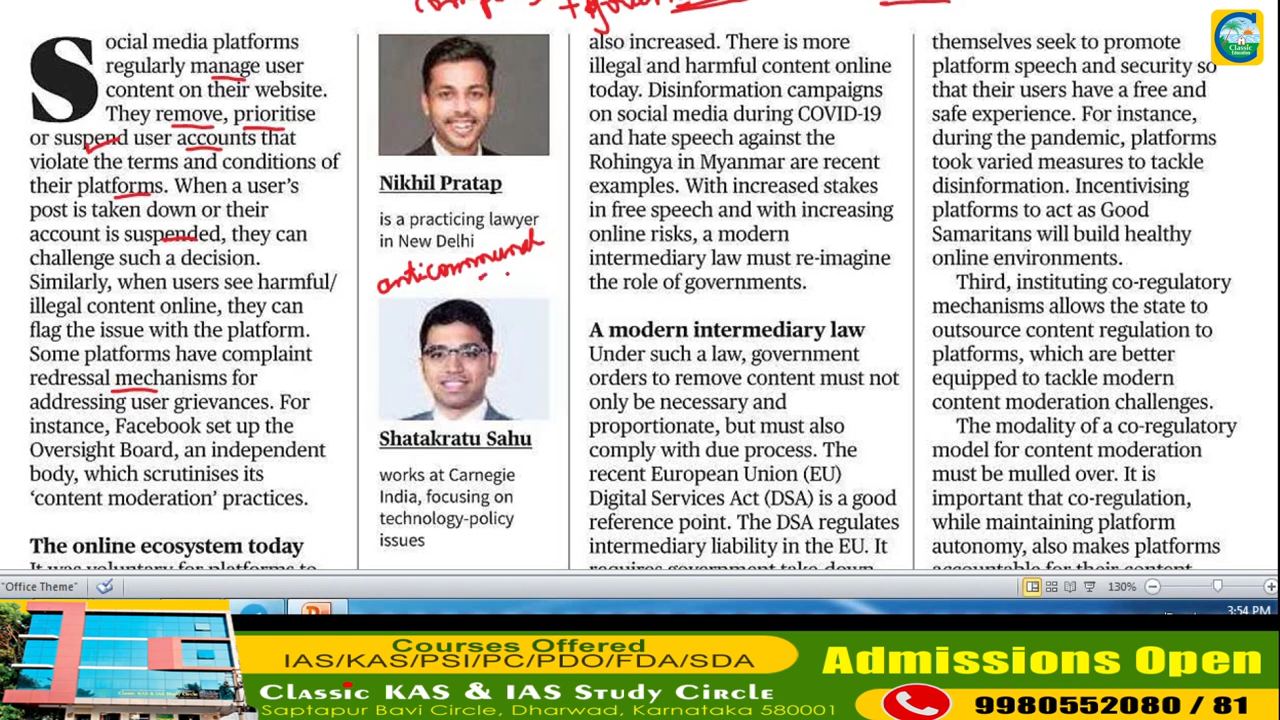 Social media platforms
regularly manage user
content on their website.
They remove, prioritise
or suspend user accounts that
violate the terms and conditions of
their platforms. When a user's
post is taken down or their
account is suspended, they can
challenge such a decision.
Similarly, when users see harmful/
illegal content online, they can
flag the issue with the platform.
Some platforms have complaint
redressal mechanisms for
addressing user grievances. For
instance, Facebook set up the
Oversight Board, an independent
body, which scrutinises its
‘content moderation’ practices.
The online ecosystem today
It was voluntary for platforms to
Nikhil Pratap
is a practicing lawyer
in New Delhi
Shatakratu Sahu
works at Carnegie
India, focusing on
technology-policy
issues
also increased. There is more
illegal and harmful content online
today. Disinformation campaigns
on social media during COVID-19
and hate speech against the
Rohingya in Myanmar are recent
examples. With increased stakes
in free speech and with increasing
online risks, a modern
intermediary law must re-imagine
the role of governments.
A modern intermediary law
Under such a law, government
orders to remove content must not
only be necessary and
proportionate, but must also
comply with due process. The
recent European Union (EU)
Digital Services Act (DSA) is a good
reference point. The DSA regulates
intermediary liability in the EU. It
requires government take-down
themselves seek to promote
platform speech and security so
that their users have a free and
safe experience. For instance,
during the pandemic, platforms
took varied measures to tackle
disinformation. Incentivising
platforms to act as Good
Samaritans will build healthy
online environments.
Third, instituting co-regulatory
mechanisms allows the state to
outsource content regulation to
platforms, which are better
equipped to tackle modern
content moderation challenges.
The modality of a co-regulatory
model for content moderation
must be mulled over. It is
important that co-regulation,
while maintaining platform
autonomy, also makes platforms
accountable for their content
Classic
Education
"Office Theme"
130%
3:54 PM
Courses Offered
IAS/KAS/PSI/PC/PDO/FDA/SDA
Classic KAS & IAS Study Circle
Saptapur Bavi Circle, Dharwad, Karnataka 580001
Admissions Open
9980552080 / 81